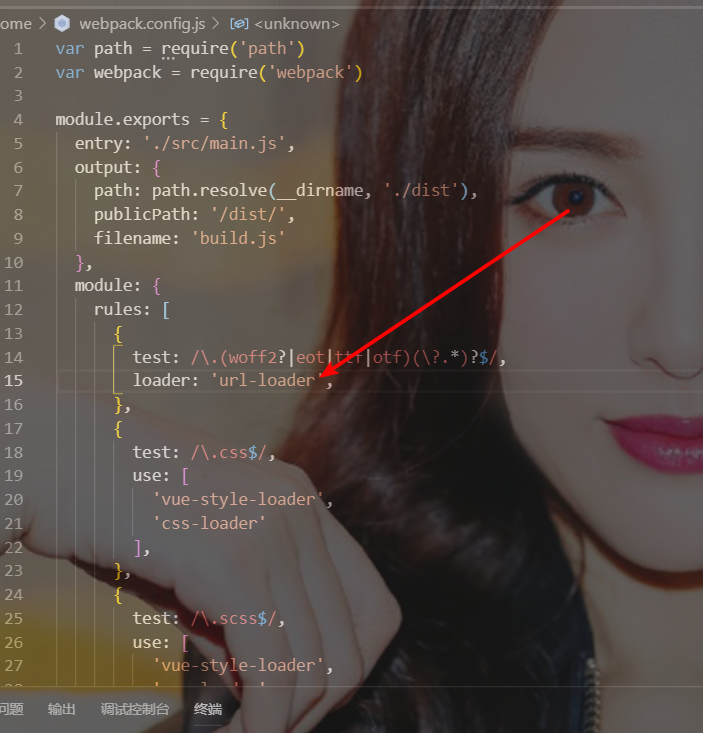 ome > webpack.config.js > <unknown>
1 var path = require('path')
2 var webpack = require('webpack')
3
4 module.exports = {
5 entry: './src/main.js',
6 output: {
7 path: path.resolve(__dirname, './dist'),
8 publicPath: '/dist/',
9 filename: 'build.js'
10 },
11 module: {
12 rules: [
13 {
14 test: /\.(woff2?|eot|ttf|otf)(\?.*)?$/,
15 loader: 'url-loader',
16 },
17 {
18 test: /\.css$/,
19 use: [
20 'vue-style-loader',
21 'css-loader'
22 ],
23 },
24 {
25 test: /\.scss$/,
26 use: [
27 'vue-style-loader',
问题 输出 调试控制台 终端